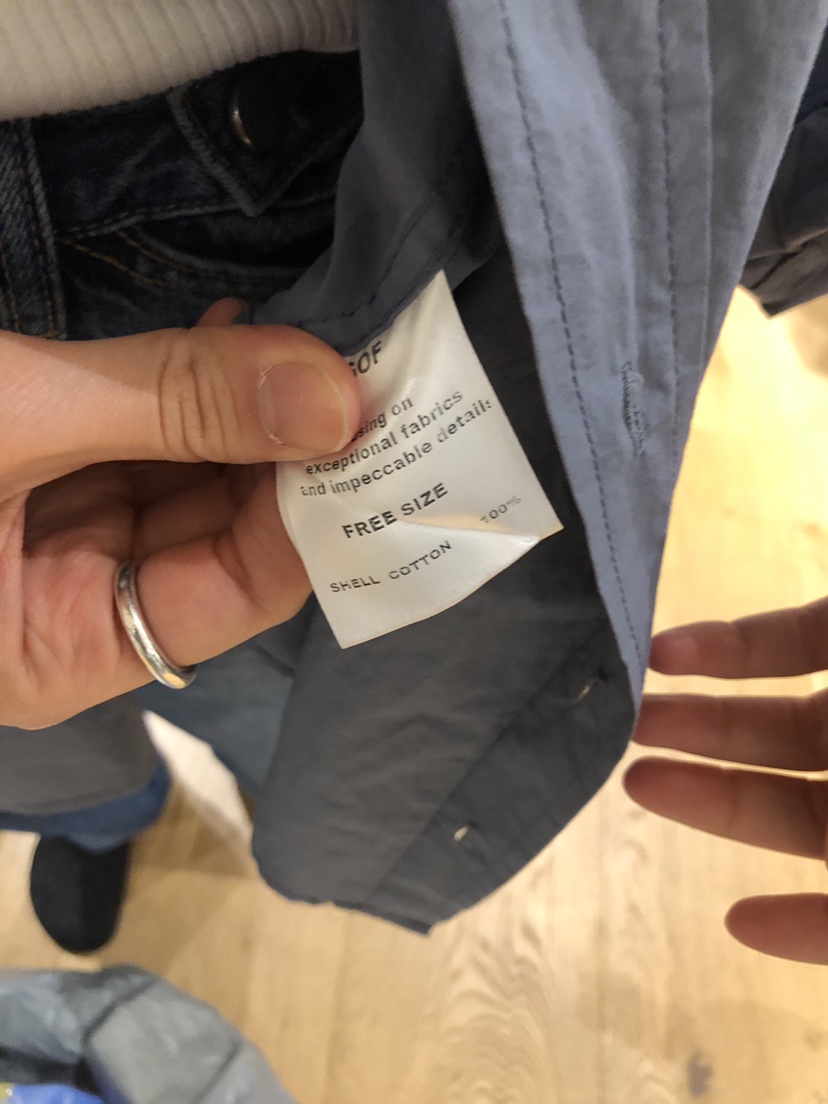 exceptional fabrics
and impeccable details
FREE SIZE
SHELL COTTON 100%